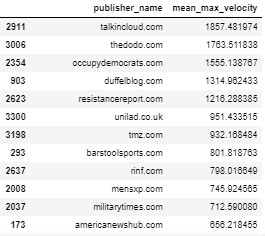 publisher_name mean_max_velocity
2911 talkincloud.com 1857.481974
3006 thedodo.com 1763.511838
2354 occupydemocrats.com 1555.138767
903 duffelblog.com 1314.962433
2623 resistancereport.com 1216.288385
3300 unilad.co.uk 951.433515
3198 tmz.com 932.168484
293 barstoolsports.com 801.818763
2637 rinf.com 798.016649
2008 mensxp.com 745.924565
2037 militarytimes.com 712.590080
173 americanewshub.com 656.218455